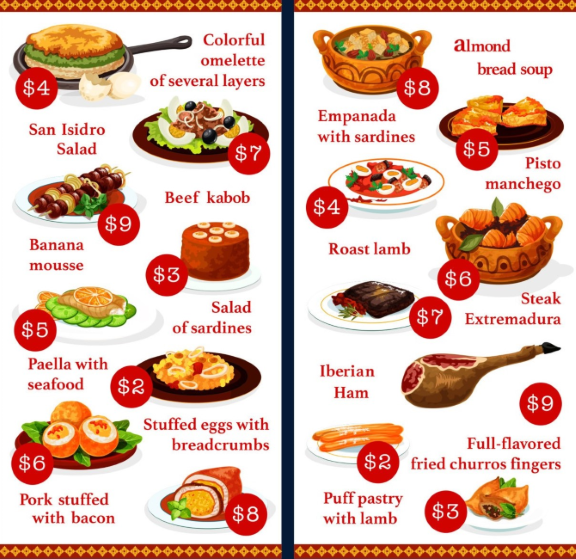 Colorful
omelette
of several layers
$4
San Isidro
Salad
$7
Beef kabob
$9
Banana
mousse
$3
Salad
of sardines
$5
Paella with
seafood
$2
Stuffed eggs with
breadcrumbs
$6
Pork stuffed
with bacon
$8
almond
bread soup
$8
Empanada
with sardines
$5
Pisto
manchego
$4
Roast lamb
$6
Steak
Extremadura
$7
Iberian
Ham
$9
Full-flavored
fried churros fingers
$2
Puff pastry
with lamb
$3